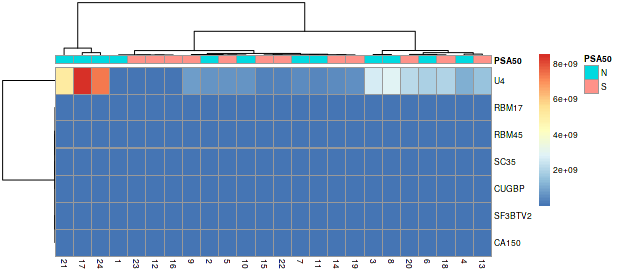 PSA50
PSA50
N
S
U4
RBM17
RBM45
SC35
CUGBP
SF3BTV2
CA150
8e+09
6e+09
4e+09
2e+09
21 17 24 1 23 12 16 9 2 5 10 15 22 7 11 14 19 3 8 20 6 18 4 13